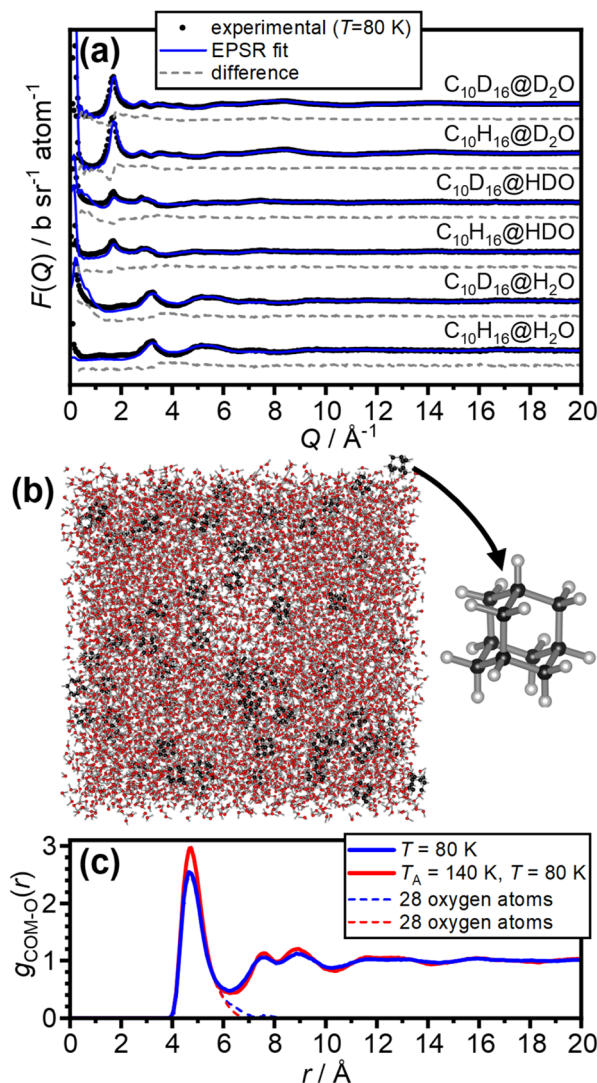 (a)
experimental (T=80 K)
EPSR fit
difference
C₁₀D₁₆@D₂O
C₁₀H₁₆@D₂O
C₁₀D₁₆@HDO
C₁₀H₁₆@HDO
C₁₀D₁₆@H₂O
C₁₀H₁₆@H₂O
F(Q) / b sr⁻¹ atom⁻¹
0 2 4 6 8 10 12 14 16 18 20
Q / Å⁻¹
(b)
(c)
T = 80 K
T_A = 140 K, T = 80 K
28 oxygen atoms
28 oxygen atoms
3
2
1
0
g_COM-O(r)
0 2 4 6 8 10 12 14 16 18 20
r / Å